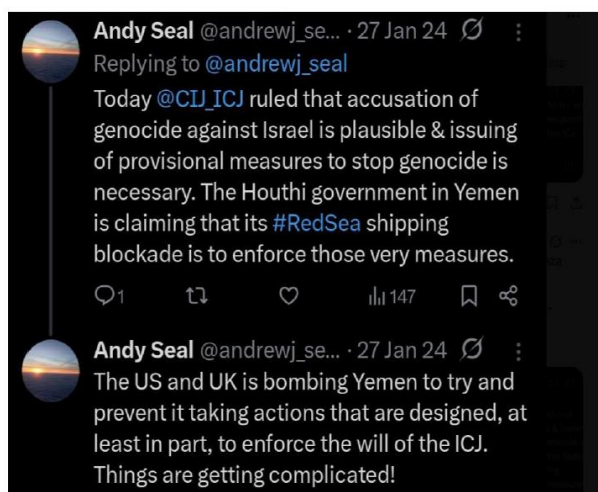 Andy Seal @andrewj_se... · 27 Jan 24
Replying to @andrewj_seal
Today @CIJ_ICJ ruled that accusation of
genocide against Israel is plausible & issuing
of provisional measures to stop genocide is
necessary. The Houthi government in Yemen
is claiming that its #RedSea shipping
blockade is to enforce those very measures.
1 147
Andy Seal @andrewj_se... · 27 Jan 24
The US and UK is bombing Yemen to try and
prevent it taking actions that are designed, at
least in part, to enforce the will of the ICJ.
Things are getting complicated!